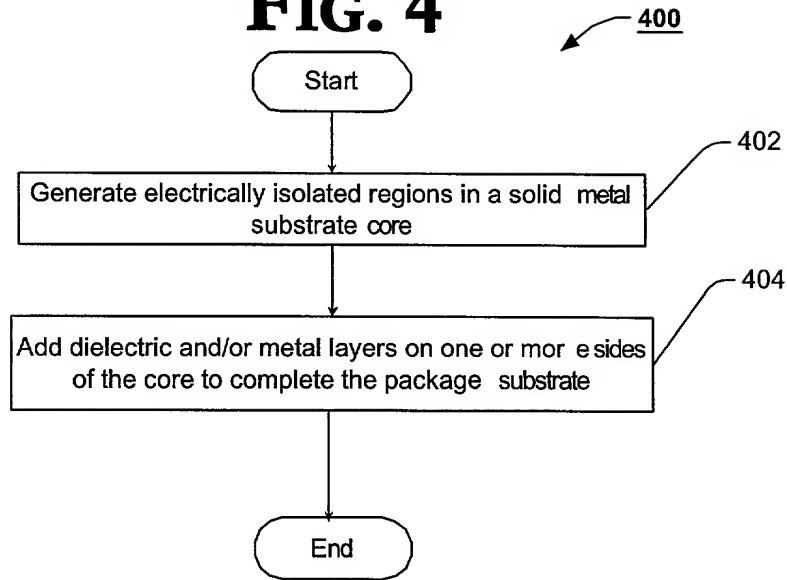 FIG. 4
400
Start
402
Generate electrically isolated regions in a solid metal
substrate core
404
Add dielectric and/or metal layers on one or mor e sides
of the core to complete the package substrate
End